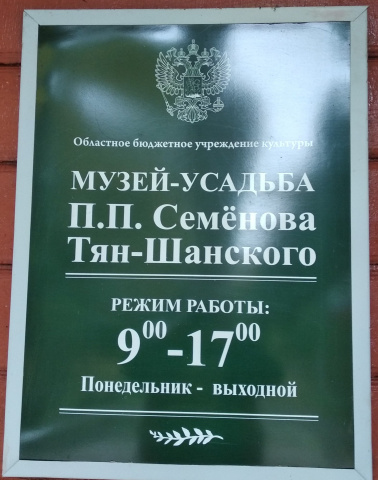 Областное бюджетное учреждение культуры
МУЗЕЙ-УСАДЬБА
П.П. Семёнова
Тян-Шанского
РЕЖИМ РАБОТЫ:
9⁰⁰-17⁰⁰
Понедельник - выходной